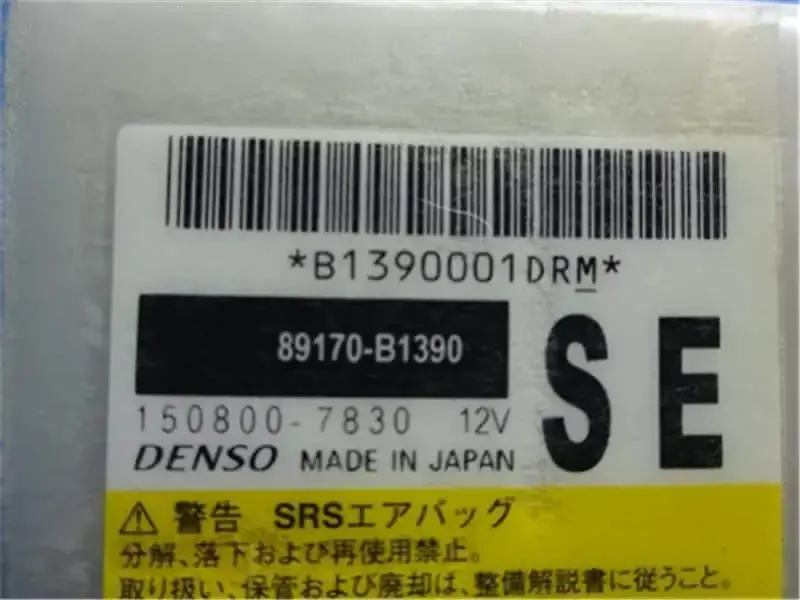 *B1390001DRM*
89170-B1390
150800-7830 12V
SE
DENSO MADE IN JAPAN
⚠ 警告 SRSエアバッグ
分解、落下および再使用禁止。
取り扱い、保管および廃却は、整備解説書に従うこと。